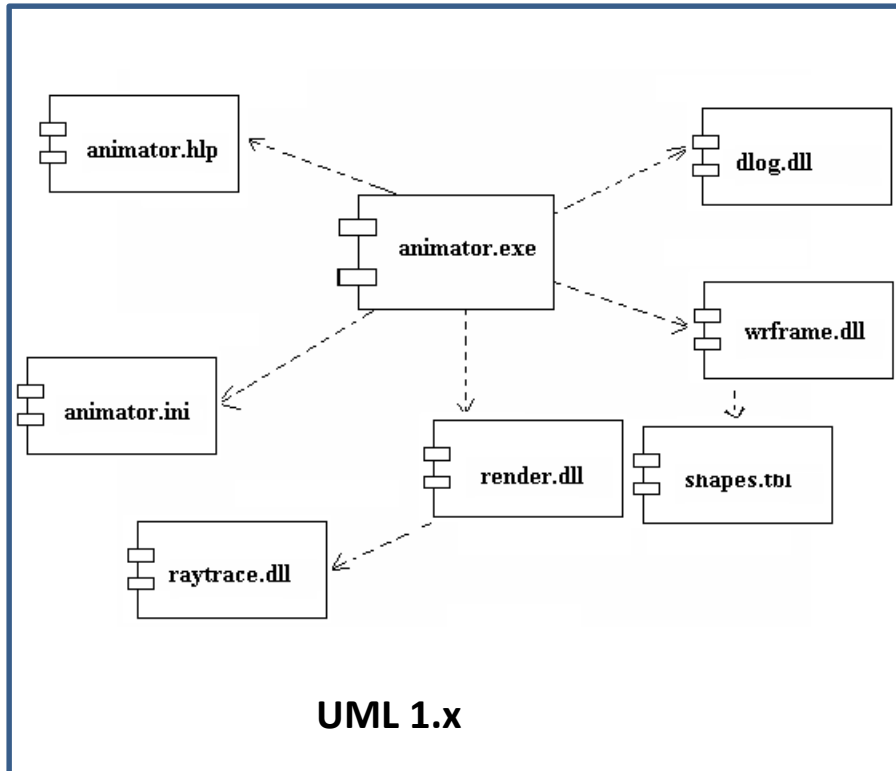 animator.hlp
dlog.dll
animator.exe
wrframe.dll
animator.ini
render.dll
shapes.tbl
raytrace.dll
UML 1.x